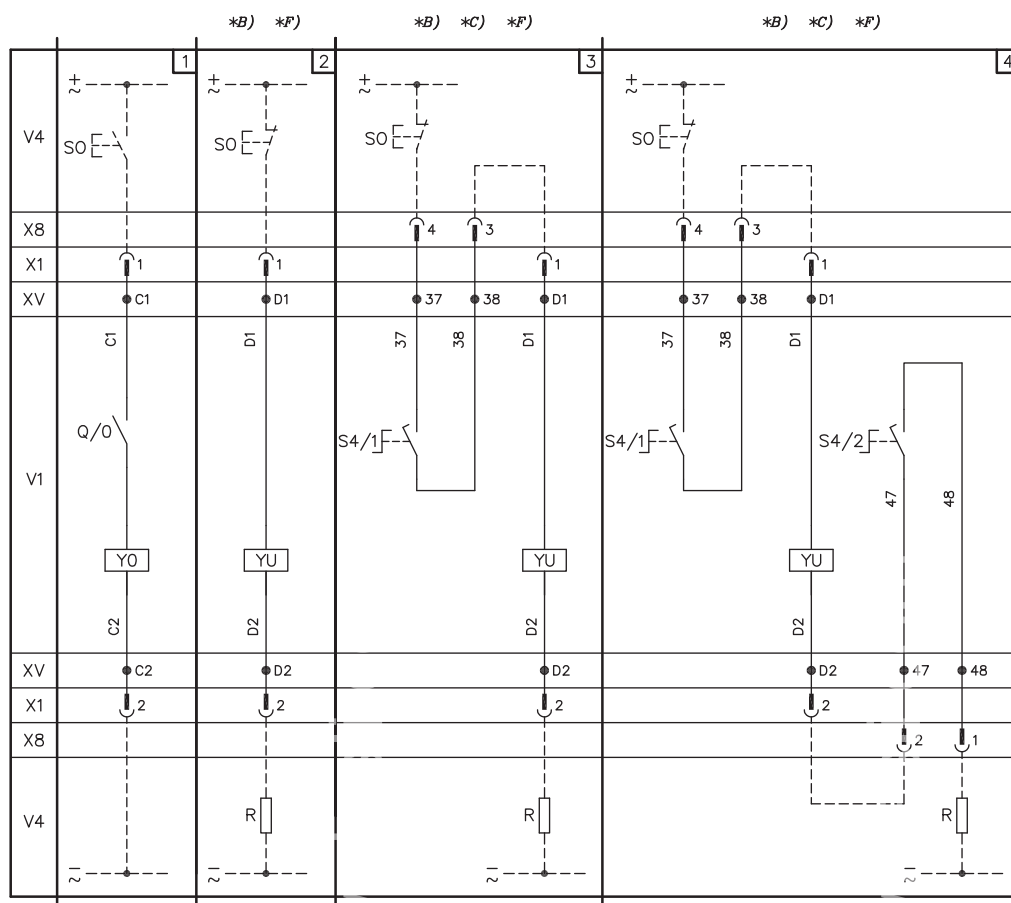 *B) *F) *B) *C) *F) *B) *C) *F)
1 2 3 4
+ ~ + ~ + ~ + ~
V4 SO SO SO SO
X8 4 3 4 3
X1 1 1 1 1
XV C1 D1 37 38 D1 37 38 D1
C1 D1 37 38 D1 37 38 D1
Q/0 S4/1 S4/1 S4/2
V1 47 48
YO YU YU YU
C2 D2 D2 D2
XV C2 D2 D2 D2 47 48
X1 2 2 2 2
X8 2 1
V4 R R R
− ~ − ~ − ~ − ~